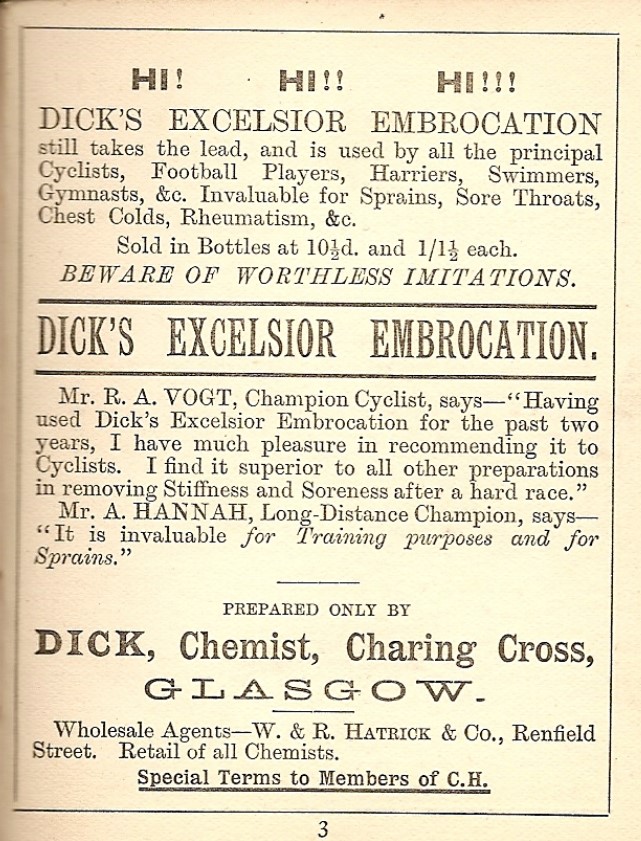 HI! HI!! HI!!!
DICK'S EXCELSIOR EMBROCATION
still takes the lead, and is used by all the principal
Cyclists, Football Players, Harriers, Swimmers,
Gymnasts, &c. Invaluable for Sprains, Sore Throats,
Chest Colds, Rheumatism, &c.
Sold in Bottles at 10½d. and 1/1½ each.
BEWARE OF WORTHLESS IMITATIONS.
DICK'S EXCELSIOR EMBROCATION.
Mr. R. A. VOGT, Champion Cyclist, says—"Having
used Dick's Excelsior Embrocation for the past two
years, I have much pleasure in recommending it to
Cyclists. I find it superior to all other preparations
in removing Stiffness and Soreness after a hard race."
Mr. A. HANNAH, Long-Distance Champion, says—
"It is invaluable for Training purposes and for
Sprains."
PREPARED ONLY BY
DICK, Chemist, Charing Cross,
GLASGOW.
Wholesale Agents—W. & R. HATRICK & Co., Renfield
Street. Retail of all Chemists.
Special Terms to Members of C.H.
3